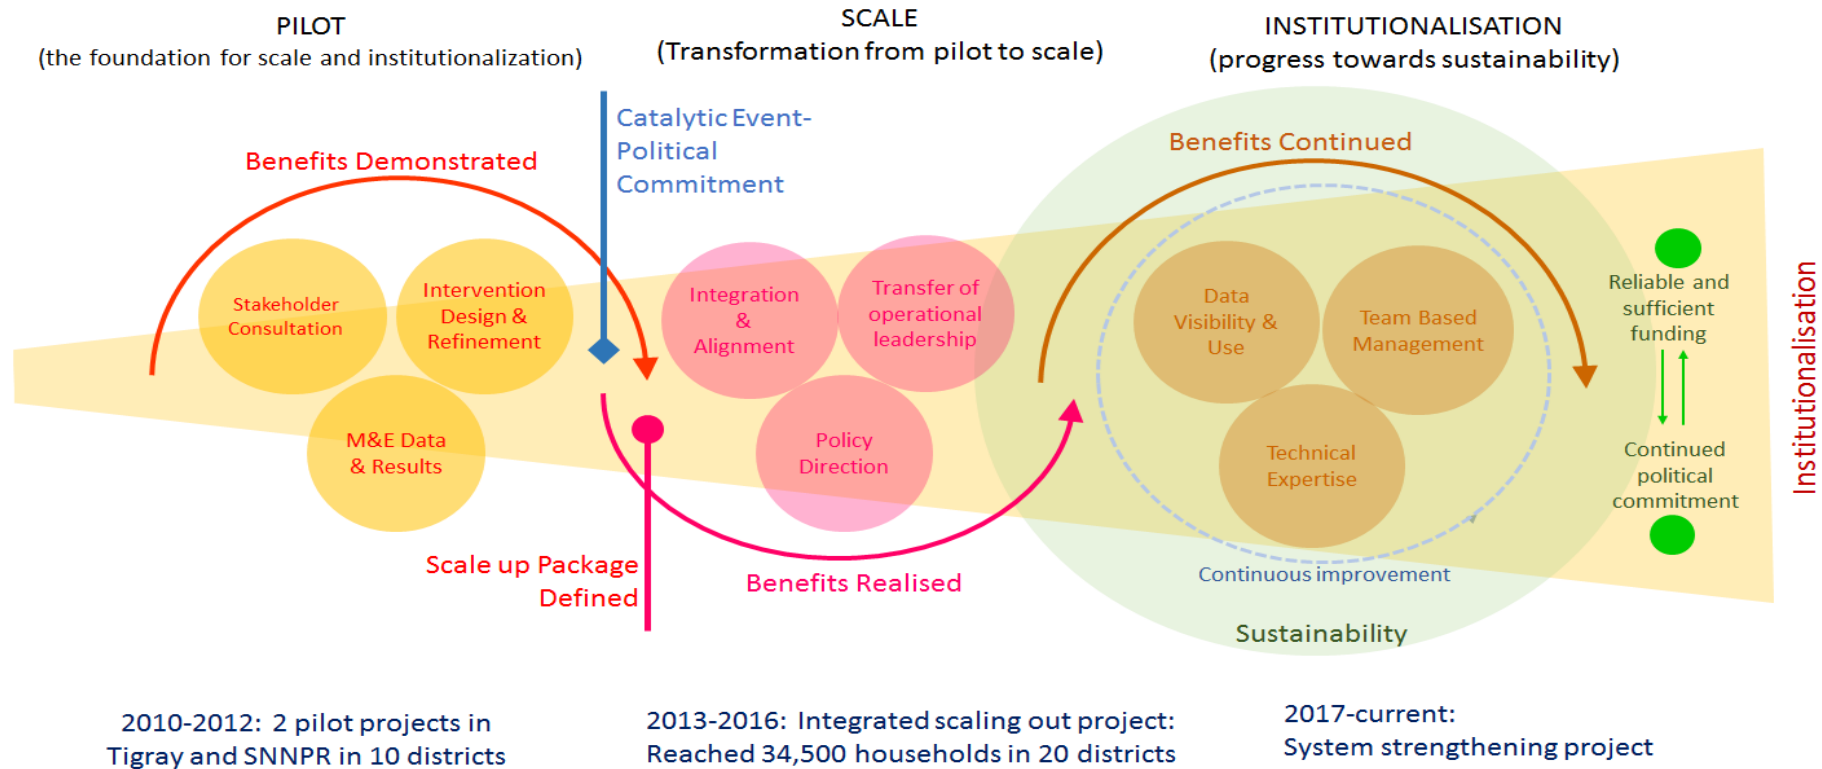 PILOT
(the foundation for scale and institutionalization)
SCALE
(Transformation from pilot to scale)
INSTITUTIONALISATION
(progress towards sustainability)
Benefits Demonstrated
Catalytic Event-
Political
Commitment
Benefits Continued
Stakeholder
Consultation
Intervention
Design &
Refinement
M&E Data
& Results
Integration
&
Alignment
Transfer of
operational
leadership
Policy
Direction
Data
Visibility &
Use
Team Based
Management
Technical
Expertise
Reliable and
sufficient
funding
Continued
political
commitment
Institutionalisation
Scale up Package
Defined
Benefits Realised
Continuous improvement
Sustainability
2010-2012: 2 pilot projects in
Tigray and SNNPR in 10 districts
2013-2016: Integrated scaling out project:
Reached 34,500 households in 20 districts
2017-current:
System strengthening project